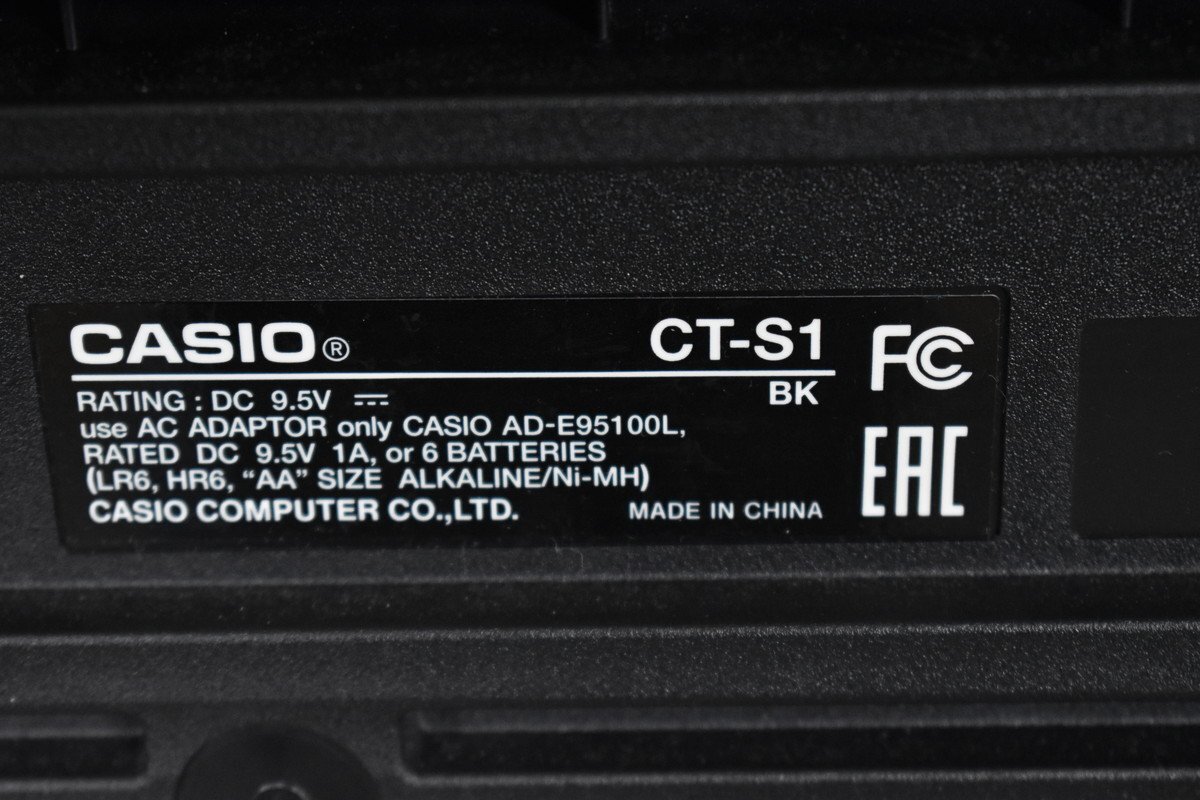 CASIO® CT-S1
BK
RATING : DC 9.5V ⎓
use AC ADAPTOR only CASIO AD-E95100L,
RATED DC 9.5V 1A, or 6 BATTERIES
(LR6, HR6, “AA” SIZE ALKALINE/Ni-MH)
CASIO COMPUTER CO.,LTD. MADE IN CHINA
FC
EAC